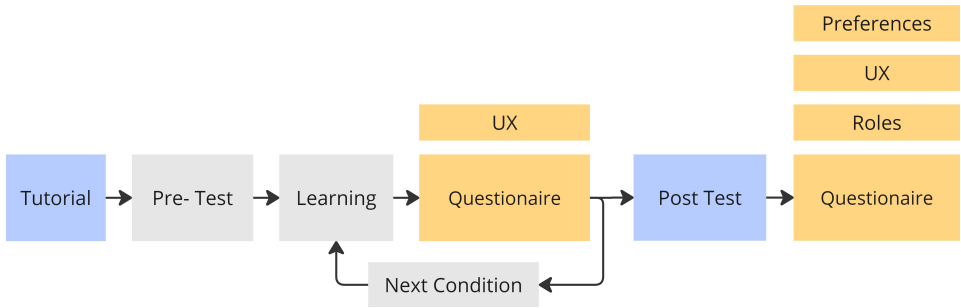 Preferences
UX
Roles
UX
Tutorial
Pre- Test
Learning
Questionaire
Post Test
Questionaire
Next Condition